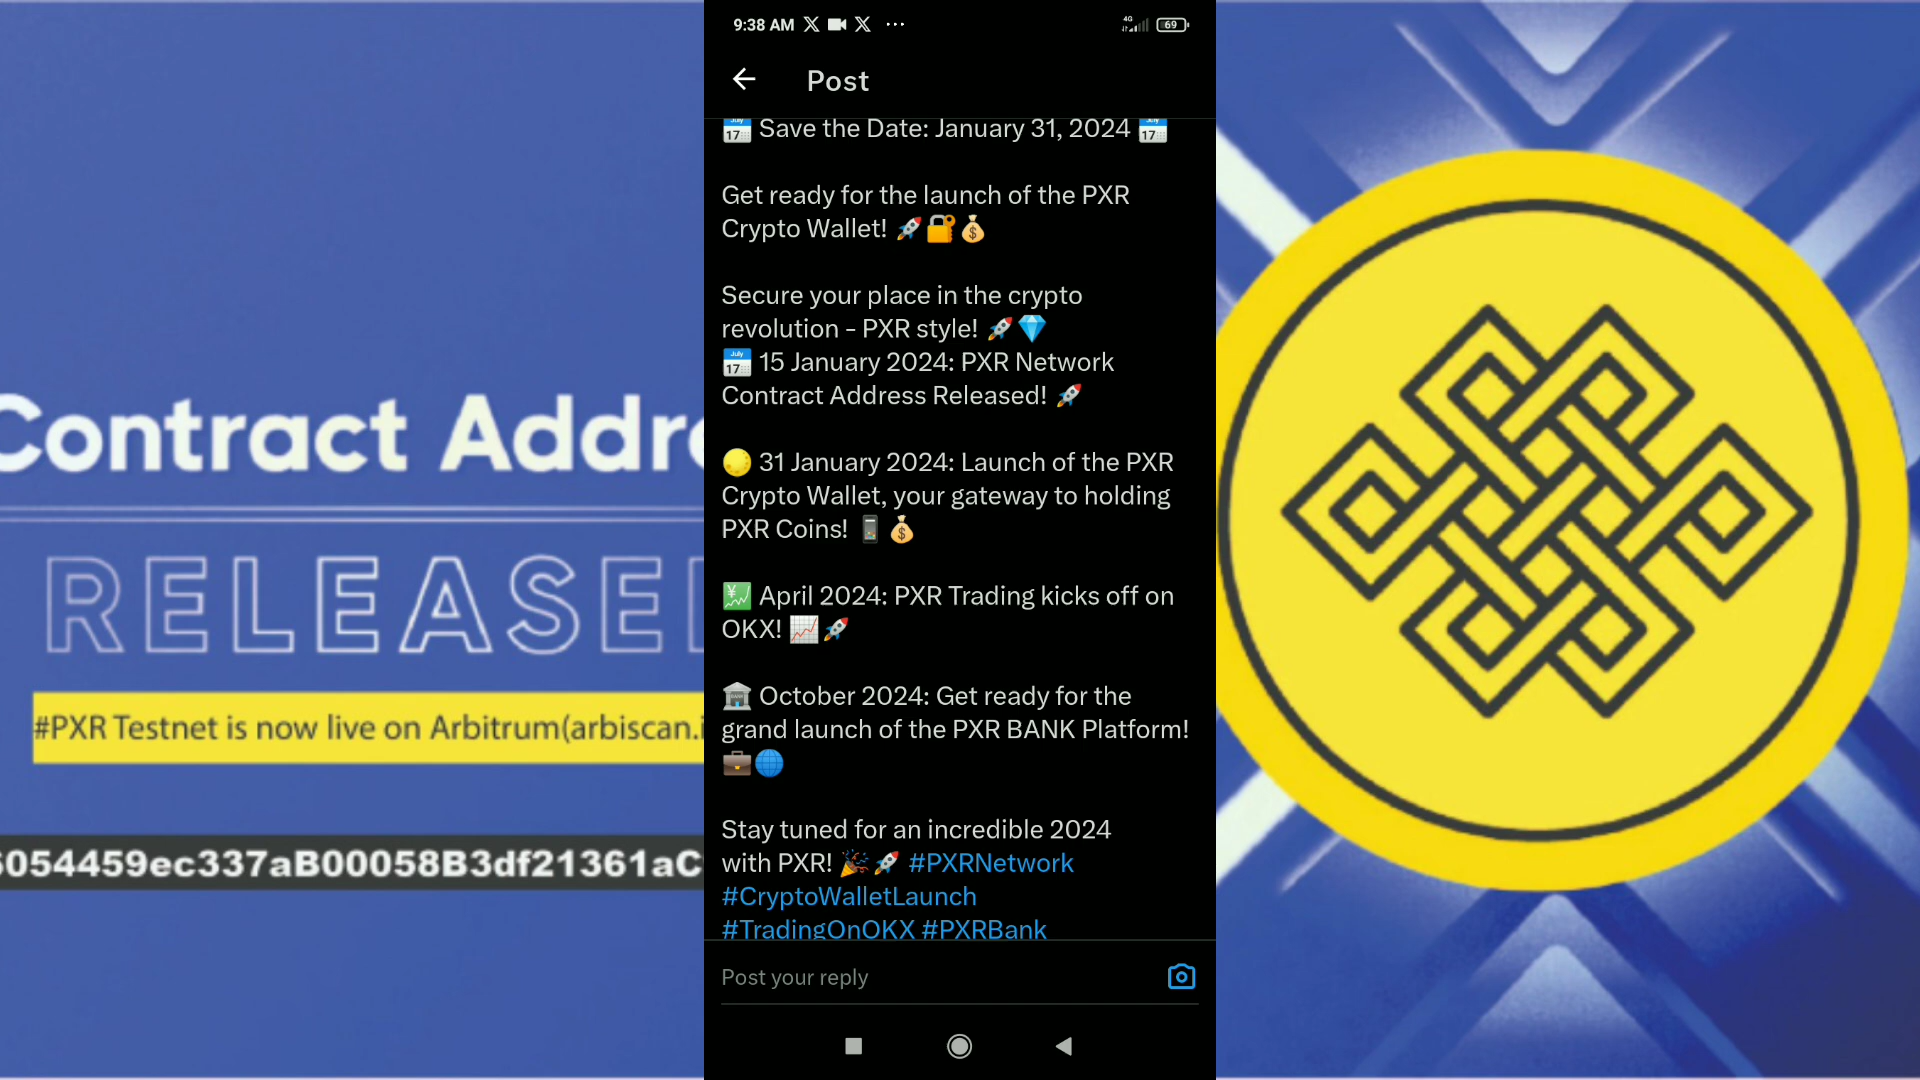 9:38 AM
4G
69
Post
Save the Date: January 31, 2024
Get ready for the launch of the PXR
Crypto Wallet!
Secure your place in the crypto
revolution - PXR style!
July
17
15 January 2024: PXR Network
Contract Address Released!
31 January 2024: Launch of the PXR
Crypto Wallet, your gateway to holding
PXR Coins!
April 2024: PXR Trading kicks off on
OKX!
October 2024: Get ready for the
grand launch of the PXR BANK Platform!
Stay tuned for an incredible 2024
with PXR! #PXRNetwork
#CryptoWalletLaunch
#TradingOnOKX #PXRBank
Post your reply
Contract Addr
RELEASE
#PXR Testnet is now live on Arbitrum(arbiscan.i
054459ec337aB00058B3df21361aC